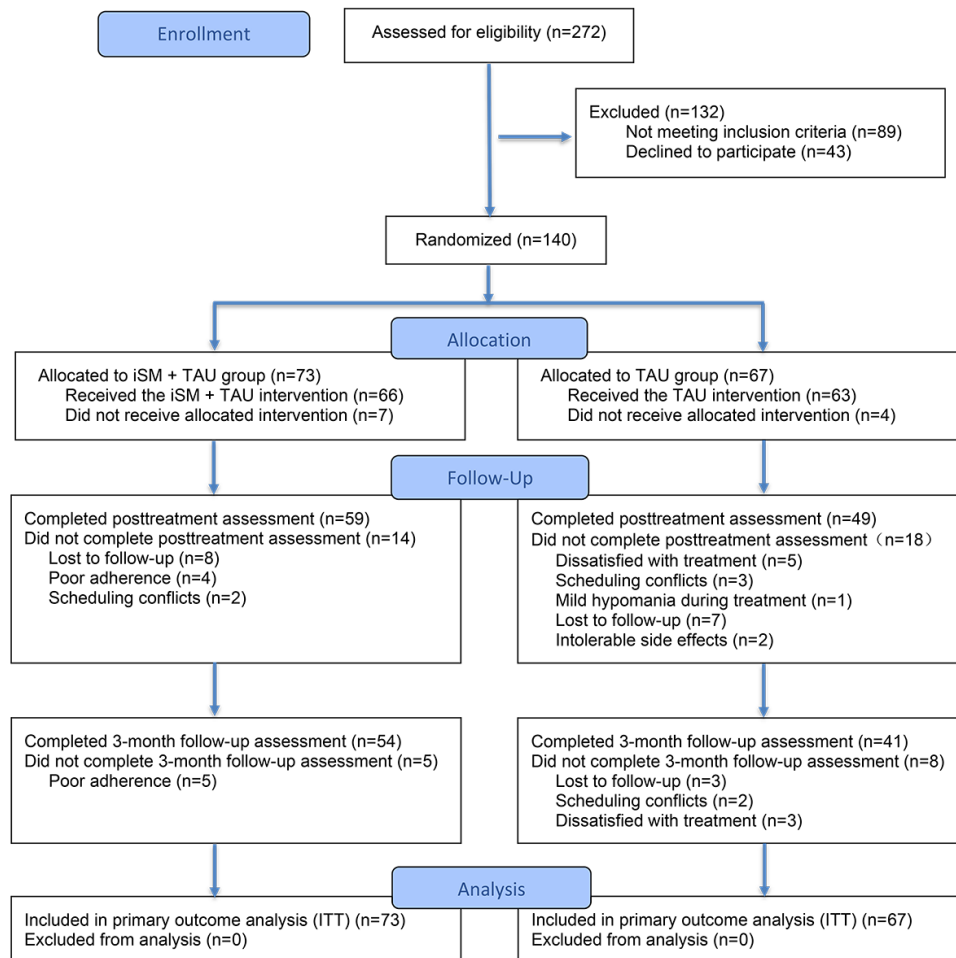 Enrollment
Assessed for eligibility (n=272)
Excluded (n=132)
Not meeting inclusion criteria (n=89)
Declined to participate (n=43)
Randomized (n=140)
Allocation
Allocated to iSM + TAU group (n=73)
Received the iSM + TAU intervention (n=66)
Did not receive allocated intervention (n=7)
Allocated to TAU group (n=67)
Received the TAU intervention (n=63)
Did not receive allocated intervention (n=4)
Follow-Up
Completed posttreatment assessment (n=59)
Did not complete posttreatment assessment (n=14)
Lost to follow-up (n=8)
Poor adherence (n=4)
Scheduling conflicts (n=2)
Completed posttreatment assessment (n=49)
Did not complete posttreatment assessment（n=18）
Dissatisfied with treatment (n=5)
Scheduling conflicts (n=3)
Mild hypomania during treatment (n=1)
Lost to follow-up (n=7)
Intolerable side effects (n=2)
Completed 3-month follow-up assessment (n=54)
Did not complete 3-month follow-up assessment (n=5)
Poor adherence (n=5)
Completed 3-month follow-up assessment (n=41)
Did not complete 3-month follow-up assessment (n=8)
Lost to follow-up (n=3)
Scheduling conflicts (n=2)
Dissatisfied with treatment (n=3)
Analysis
Included in primary outcome analysis (ITT) (n=73)
Excluded from analysis (n=0)
Included in primary outcome analysis (ITT) (n=67)
Excluded from analysis (n=0)